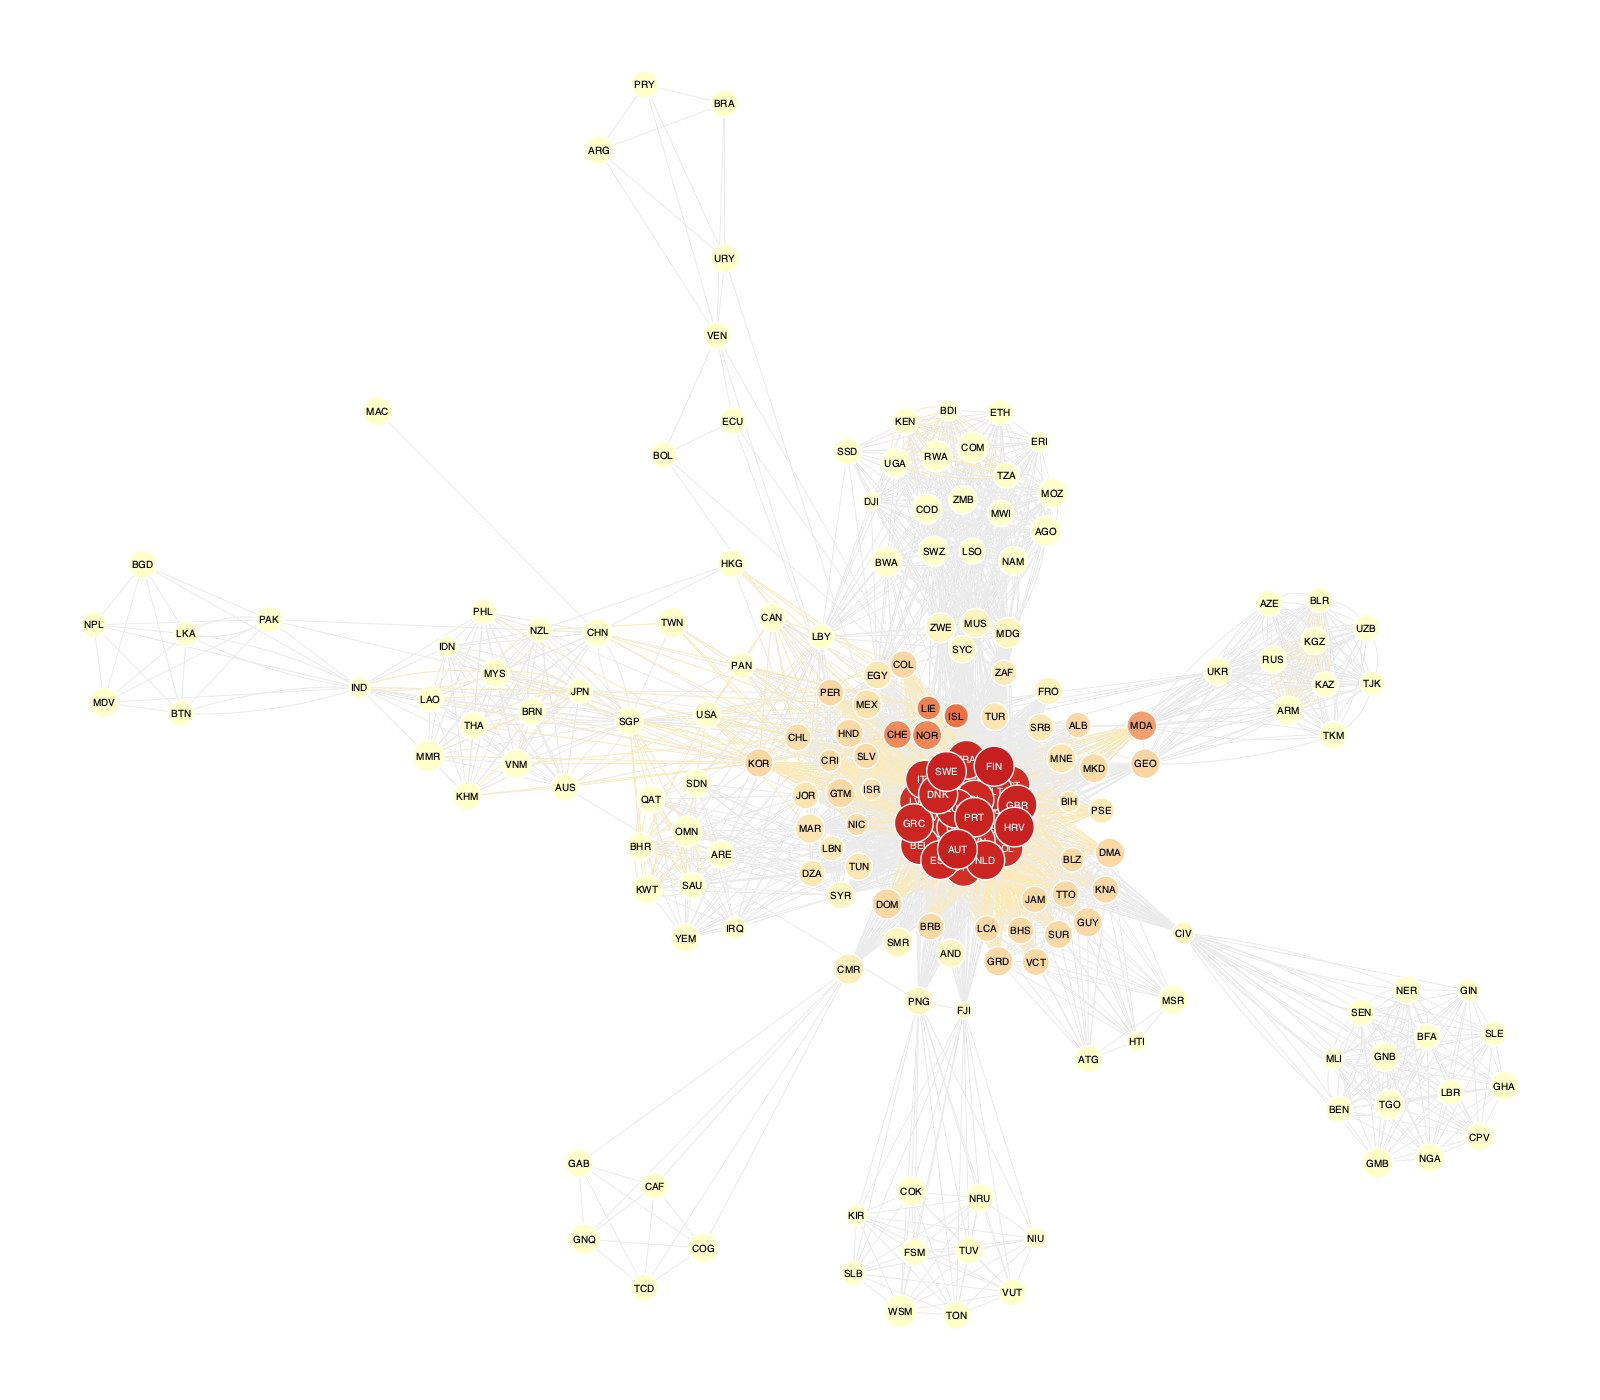 PRY
BRA
ARG
URY
VEN
MAC
ECU
BOL
KEN
BDI
ETH
ERI
SSD
UGA
RWA
COM
TZA
DJI
COD
ZMB
MWI
MOZ
AGO
BWA
SWZ
LSO
NAM
HKG
BGD
NPL
LKA
PAK
MDV
BTN
IND
PHL
NZL
CHN
IDN
MYS
LAO
JPN
THA
BRN
MMR
VNM
KHM
AUS
SGP
TWN
CAN
LBY
PAN
USA
ZWE
MUS
MDG
SYC
ZAF
FRO
EGY
COL
PER
MEX
LIE
ISL
TUR
SRB
ALB
MDA
CHE
NOR
CHL
HND
CRI
SLV
KOR
MNE
MKD
GEO
AZE
BLR
UZB
KGZ
RUS
UKR
KAZ
TJK
ARM
TKM
SDN
QAT
OMN
BHR
ARE
KWT
SAU
YEM
IRQ
JOR
GTM
ISR
MAR
NIC
LBN
DZA
TUN
SYR
SWE
FIN
DNK
GBR
GRC
PRT
HRV
AUT
NLD
BIH
PSE
BLZ
DMA
DOM
BRB
JAM
TTO
KNA
LCA
BHS
SUR
GUY
SMR
AND
GRD
VCT
CIV
CMR
PNG
FJI
MSR
HTI
ATG
NER
GIN
SEN
BFA
SLE
MLI
GNB
LBR
GHA
BEN
TGO
CPV
GMB
NGA
GAB
CAF
GNQ
COG
TCD
COK
NRU
KIR
NIU
FSM
TUV
SLB
VUT
WSM
TON